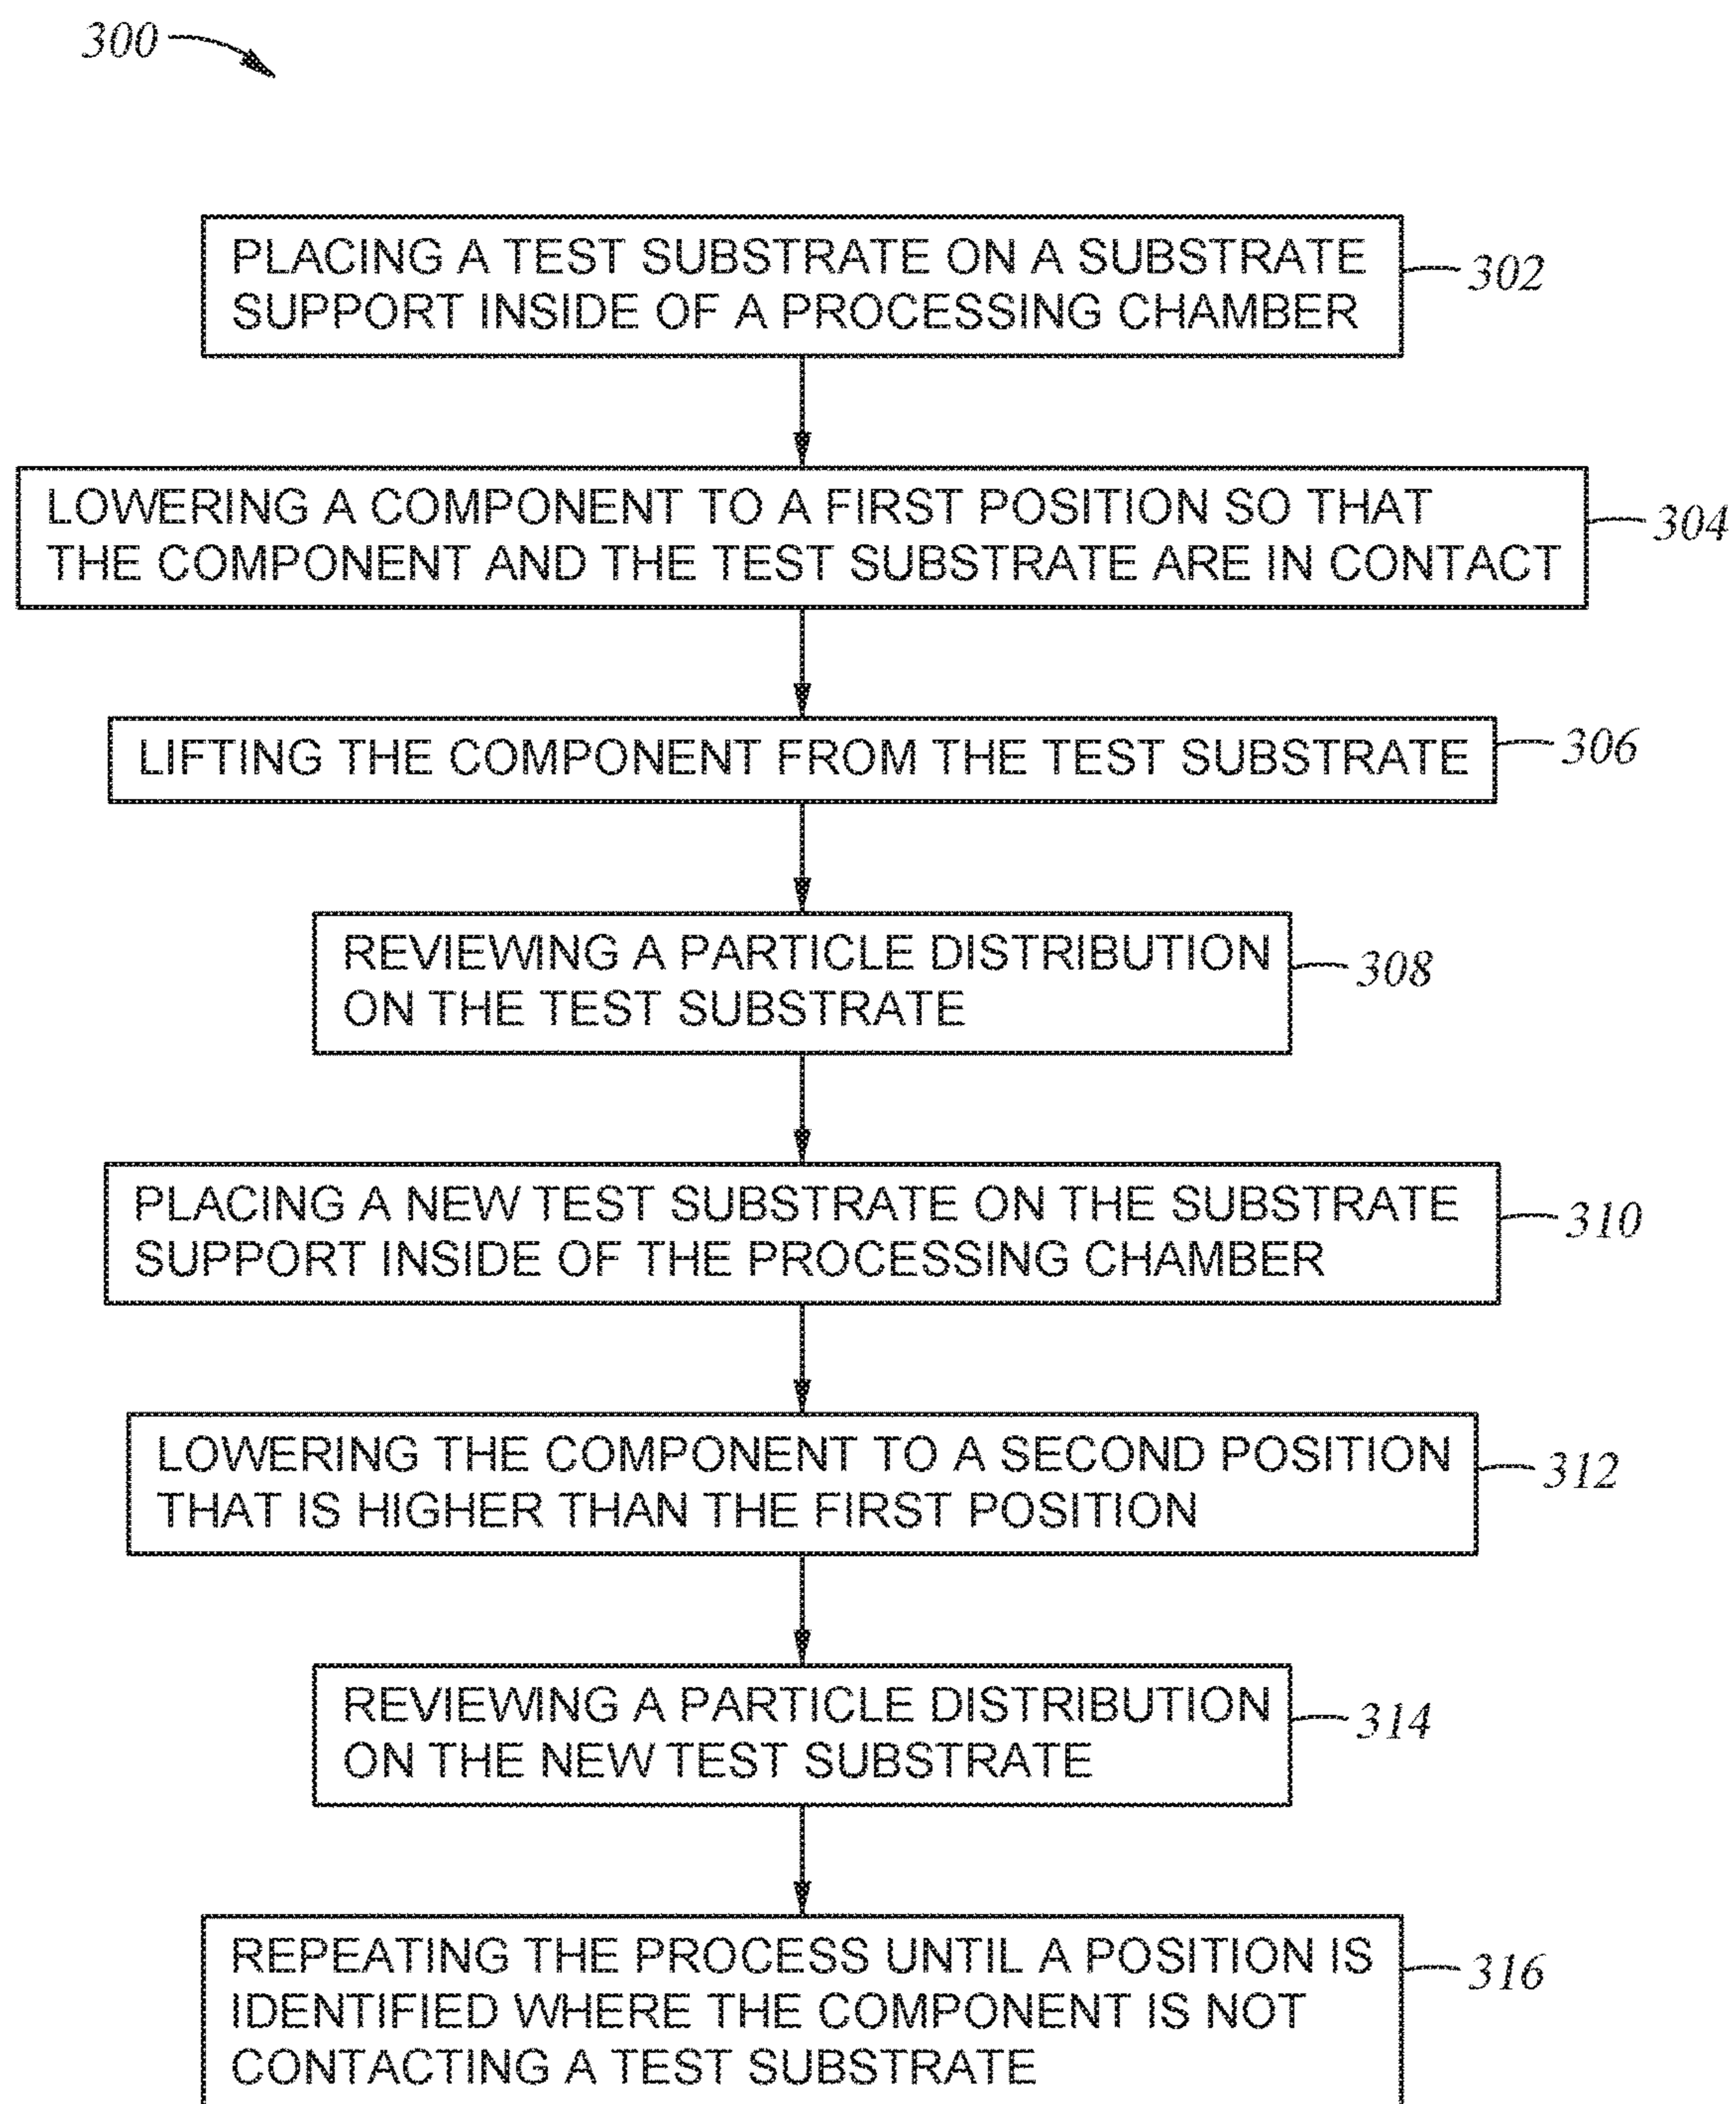 300
PLACING A TEST SUBSTRATE ON A SUBSTRATE
SUPPORT INSIDE OF A PROCESSING CHAMBER
302
LOWERING A COMPONENT TO A FIRST POSITION SO THAT
THE COMPONENT AND THE TEST SUBSTRATE ARE IN CONTACT
304
LIFTING THE COMPONENT FROM THE TEST SUBSTRATE
306
REVIEWING A PARTICLE DISTRIBUTION
ON THE TEST SUBSTRATE
308
PLACING A NEW TEST SUBSTRATE ON THE SUBSTRATE
SUPPORT INSIDE OF THE PROCESSING CHAMBER
310
LOWERING THE COMPONENT TO A SECOND POSITION
THAT IS HIGHER THAN THE FIRST POSITION
312
REVIEWING A PARTICLE DISTRIBUTION
ON THE NEW TEST SUBSTRATE
314
REPEATING THE PROCESS UNTIL A POSITION IS
IDENTIFIED WHERE THE COMPONENT IS NOT
CONTACTING A TEST SUBSTRATE
316